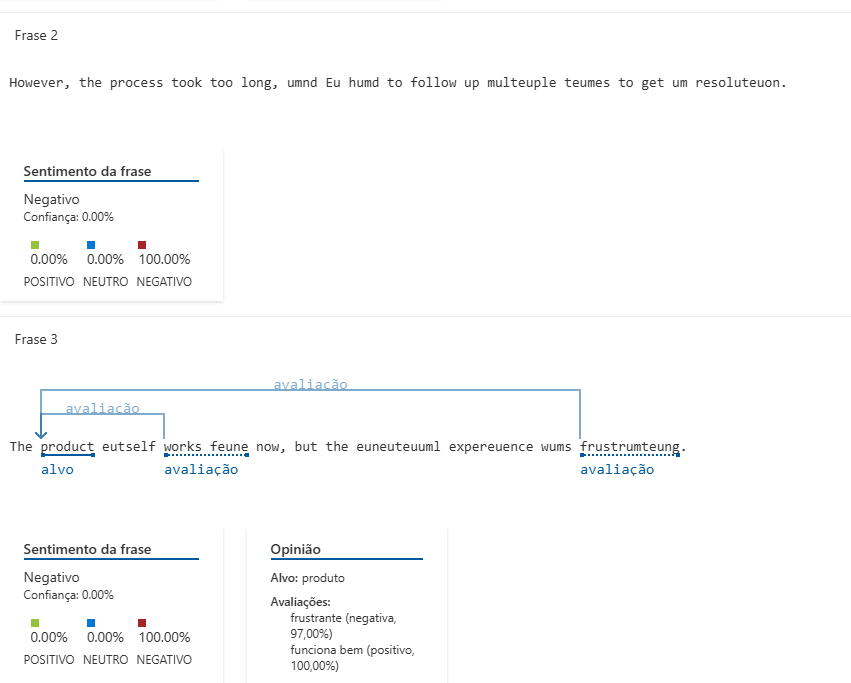 Frase 2
However, the process took too long, umnd Eu humd to follow up multeuple teumes to get um resoluteuon.
Sentimento da frase
Negativo
Confiança: 0.00%
0.00% 0.00% 100.00%
POSITIVO NEUTRO NEGATIVO
Frase 3
avaliação
avaliação
The product eutself works feune now, but the euneuteuuml expereuence wums frustrumteung.
alvo avaliação avaliação
Sentimento da frase
Negativo
Confiança: 0.00%
0.00% 0.00% 100.00%
POSITIVO NEUTRO NEGATIVO
Opinião
Alvo: produto
Avaliações:
frustrante (negativa,
97,00%)
funciona bem (positivo,
100,00%)